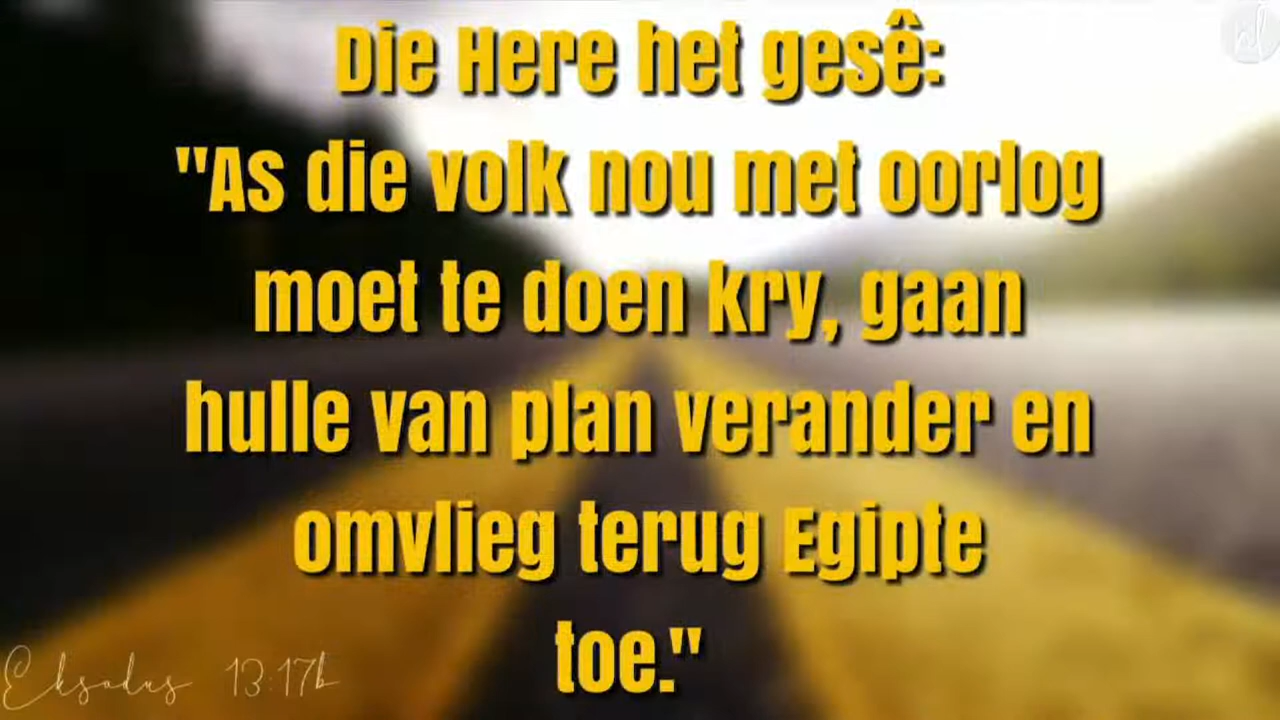 Die Here het gesê:
"As die volk nou met oorlog
moet te doen kry, gaan
hulle van plan verander en
omvlieg terug Egipte
toe."
Eksodus 13:17b